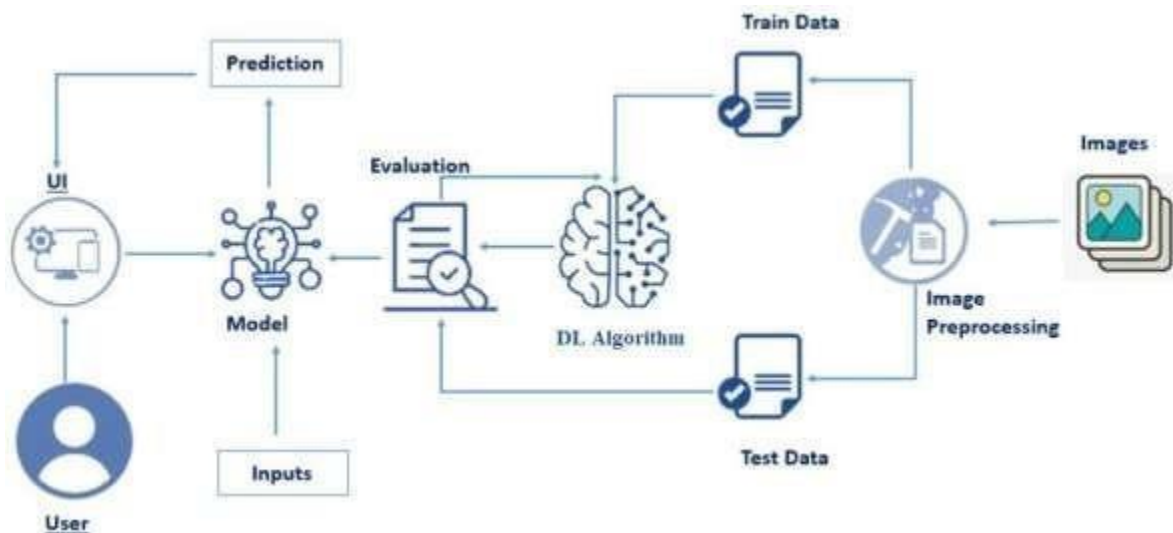 Train Data
Prediction
Images
Evaluation
UI
Image
Preprocessing
Model
DL Algorithm
Test Data
Inputs
User